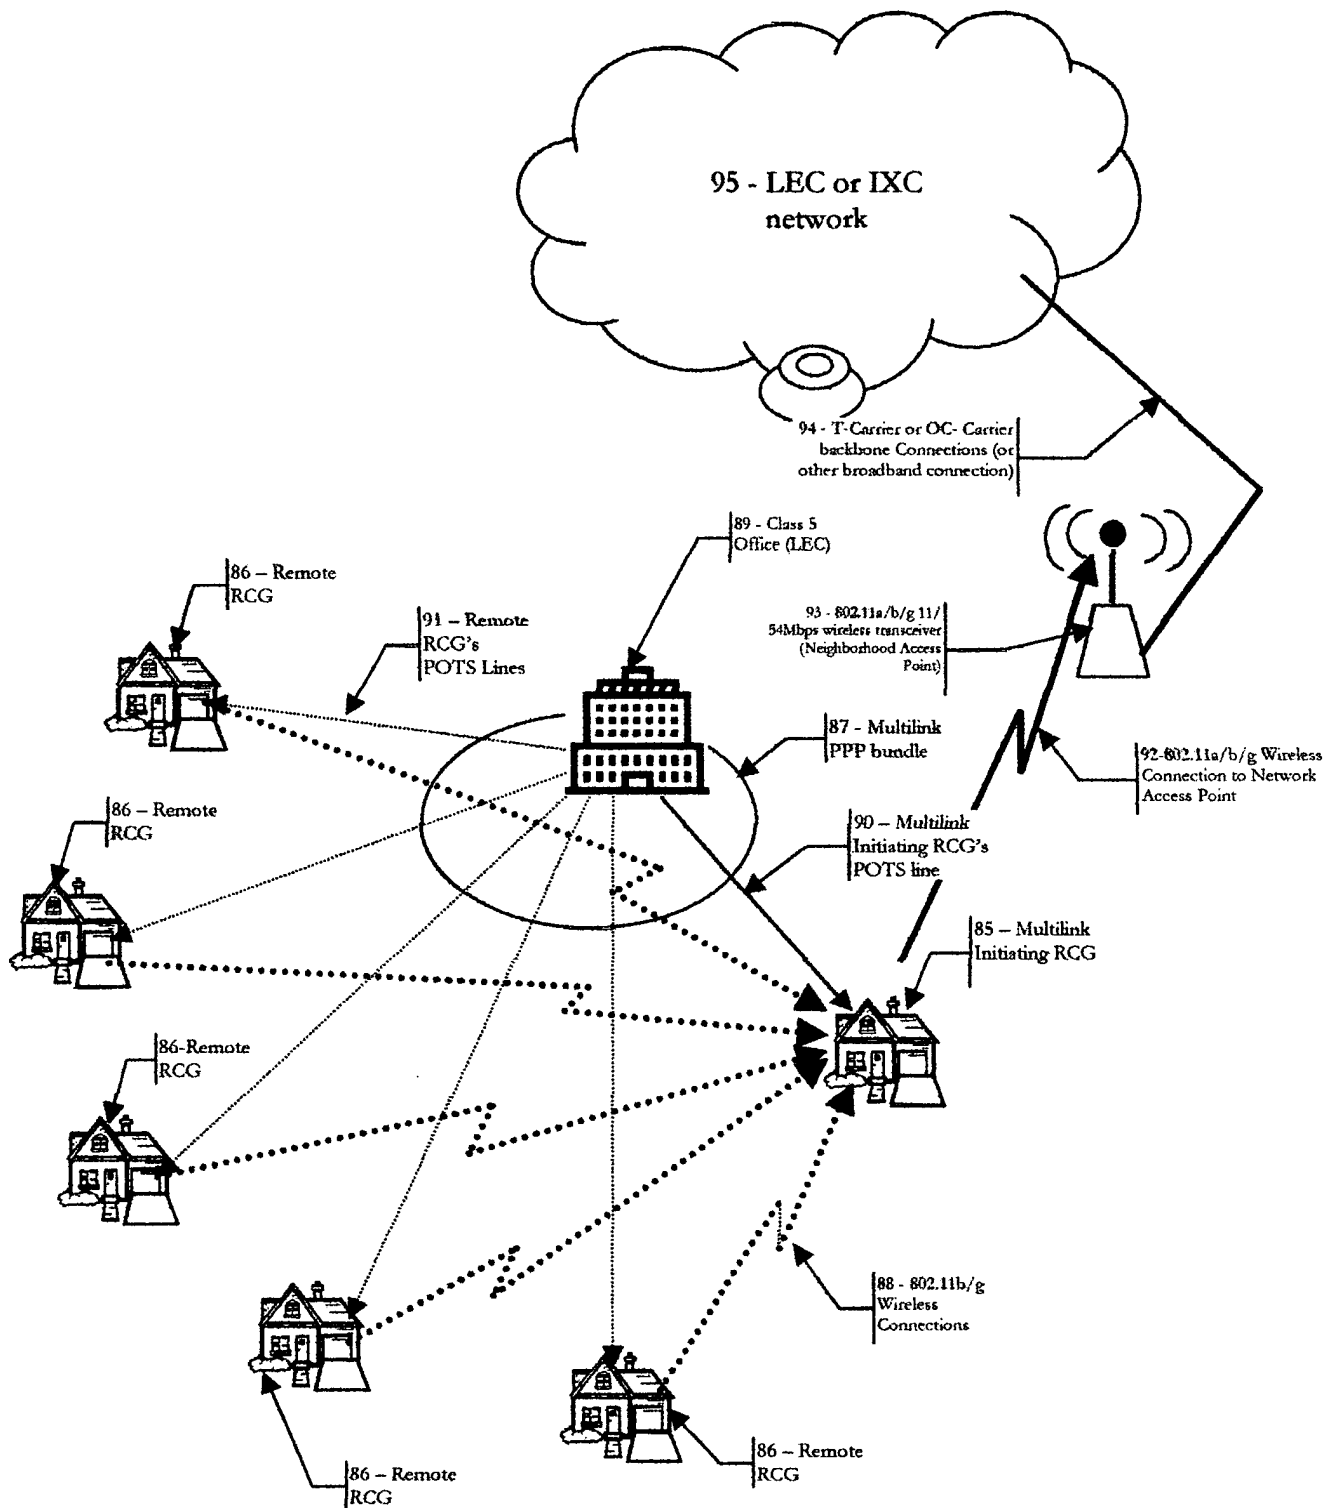 95 - LEC or IXC
network
94 - T-Carrier or OC- Carrier
backbone Connections (or
other broadband connection)
89 - Class 5
Office (LEC)
86 – Remote
RCG
91 – Remote
RCG's
POTS Lines
93 - 802.11a/b/g 11/
54Mbps wireless transceiver
(Neighborhood Access
Point)
87 - Multilink
PPP bundle
92-802.11a/b/g Wireless
Connection to Network
Access Point
86 – Remote
RCG
90 – Multilink
Initiating RCG's
POTS line
85 – Multilink
Initiating RCG
86-Remote
RCG
88 - 802.11b/g
Wireless
Connections
86 – Remote
RCG
86 – Remote
RCG